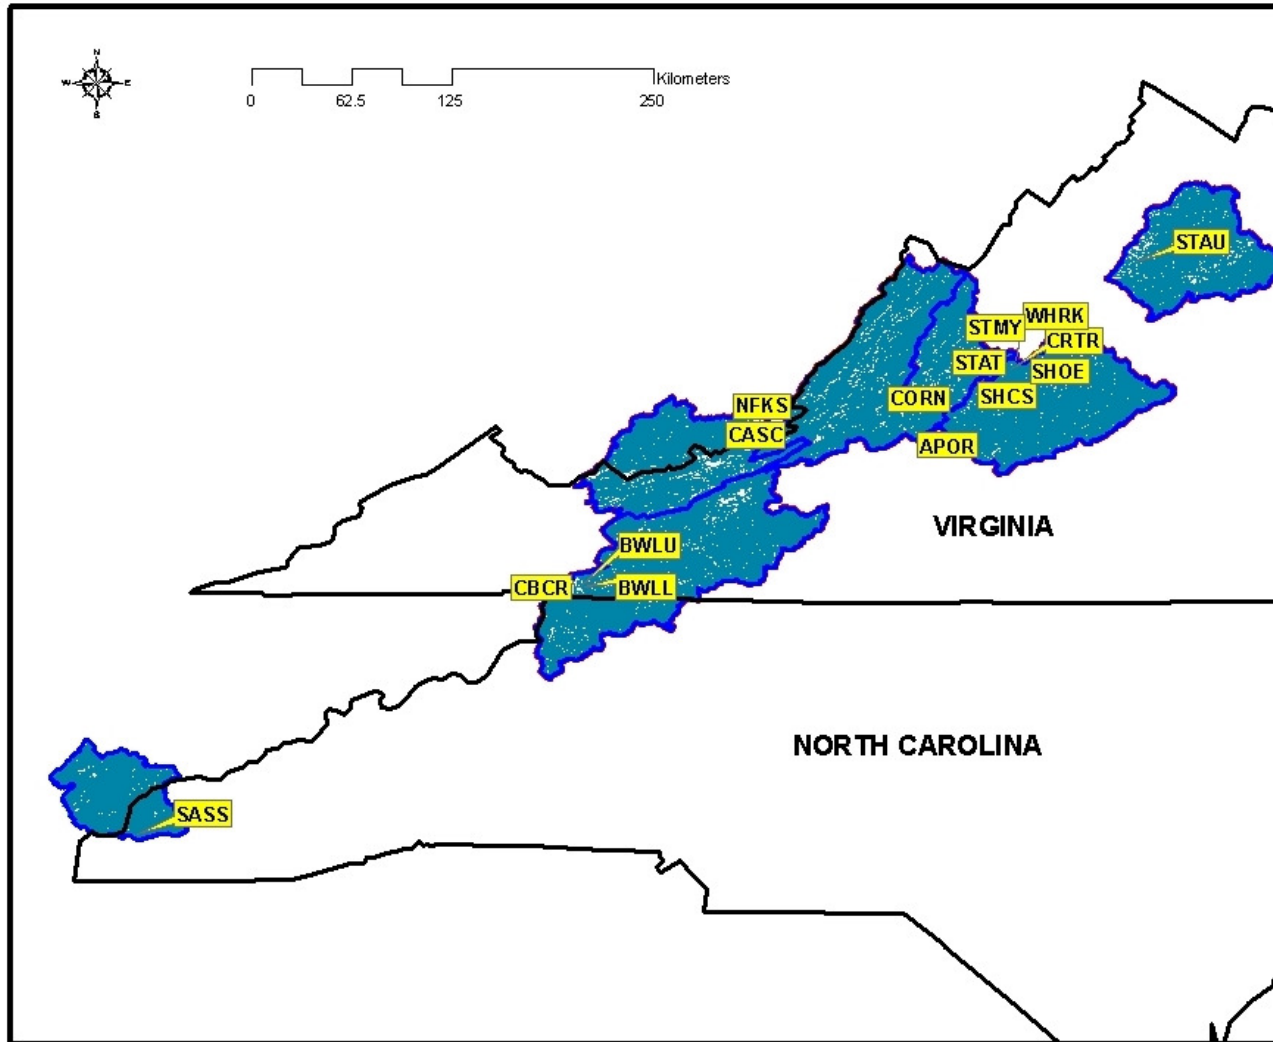 N
W E
S
Kilometers
0 62.5 125 250
STAU
WHRK
STMY
CRTR
STAT
SHOE
CORN
SHCS
NFKS
CASC
APOR
VIRGINIA
BWLU
CBCR
BWLL
NORTH CAROLINA
SASS